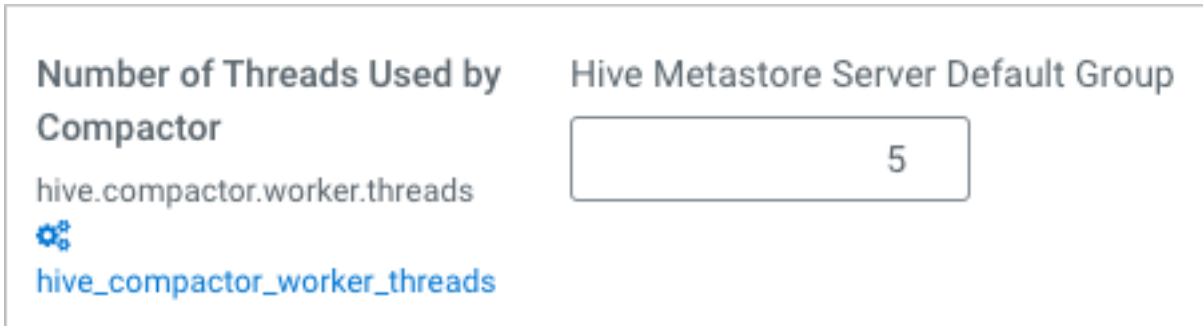 Number of Threads Used by
Compactor
hive.compactor.worker.threads
hive_compactor_worker_threads
Hive Metastore Server Default Group
5